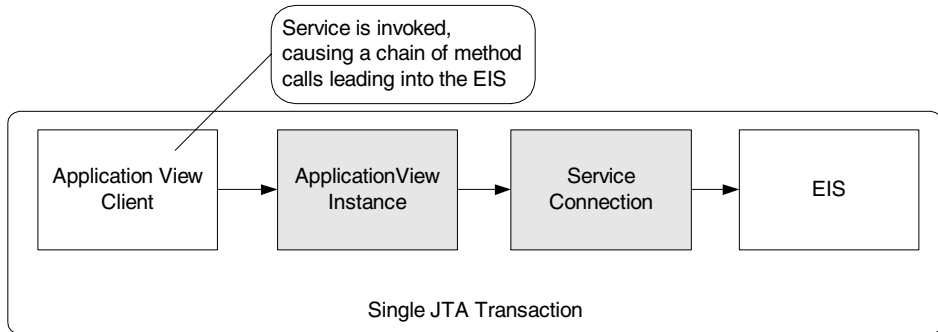 Service is invoked,
causing a chain of method
calls leading into the EIS
Application View
Client
ApplicationView
Instance
Service
Connection
EIS
Single JTA Transaction